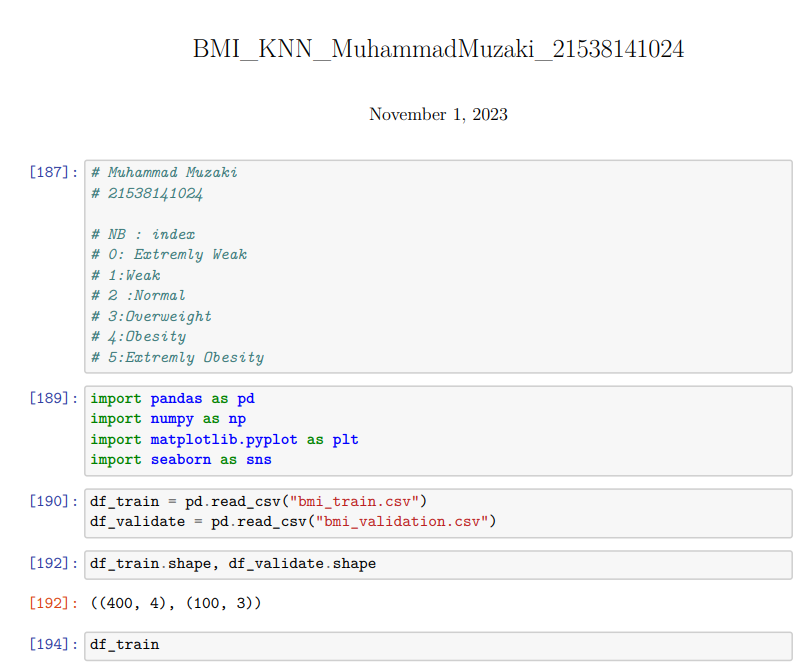 BMI_KNN_MuhammadMuzaki_21538141024
November 1, 2023
[187]: # Muhammad Muzaki
# 21538141024
# NB : index
# 0: Extremly Weak
# 1:Weak
# 2 :Normal
# 3:Overweight
# 4:Obesity
# 5:Extremly Obesity
[189]: import pandas as pd
import numpy as np
import matplotlib.pyplot as plt
import seaborn as sns
[190]: df_train = pd.read_csv("bmi_train.csv")
df_validate = pd.read_csv("bmi_validation.csv")
[192]: df_train.shape, df_validate.shape
[192]: ((400, 4), (100, 3))
[194]: df_train